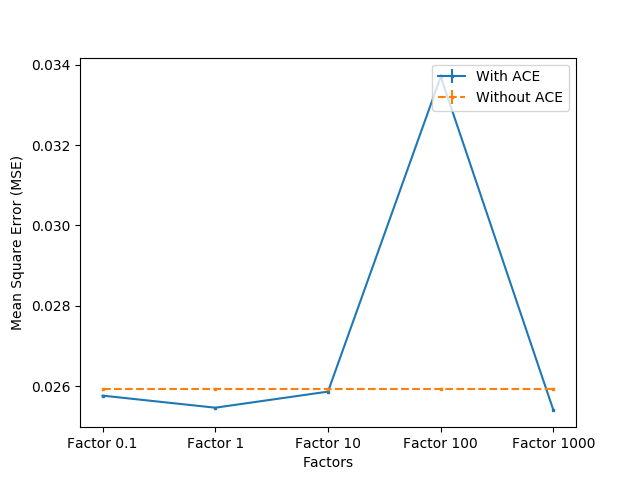 With ACE
Without ACE
0.034
0.032
0.030
0.028
0.026
Mean Square Error (MSE)
Factor 0.1
Factor 1
Factor 10
Factor 100
Factor 1000
Factors